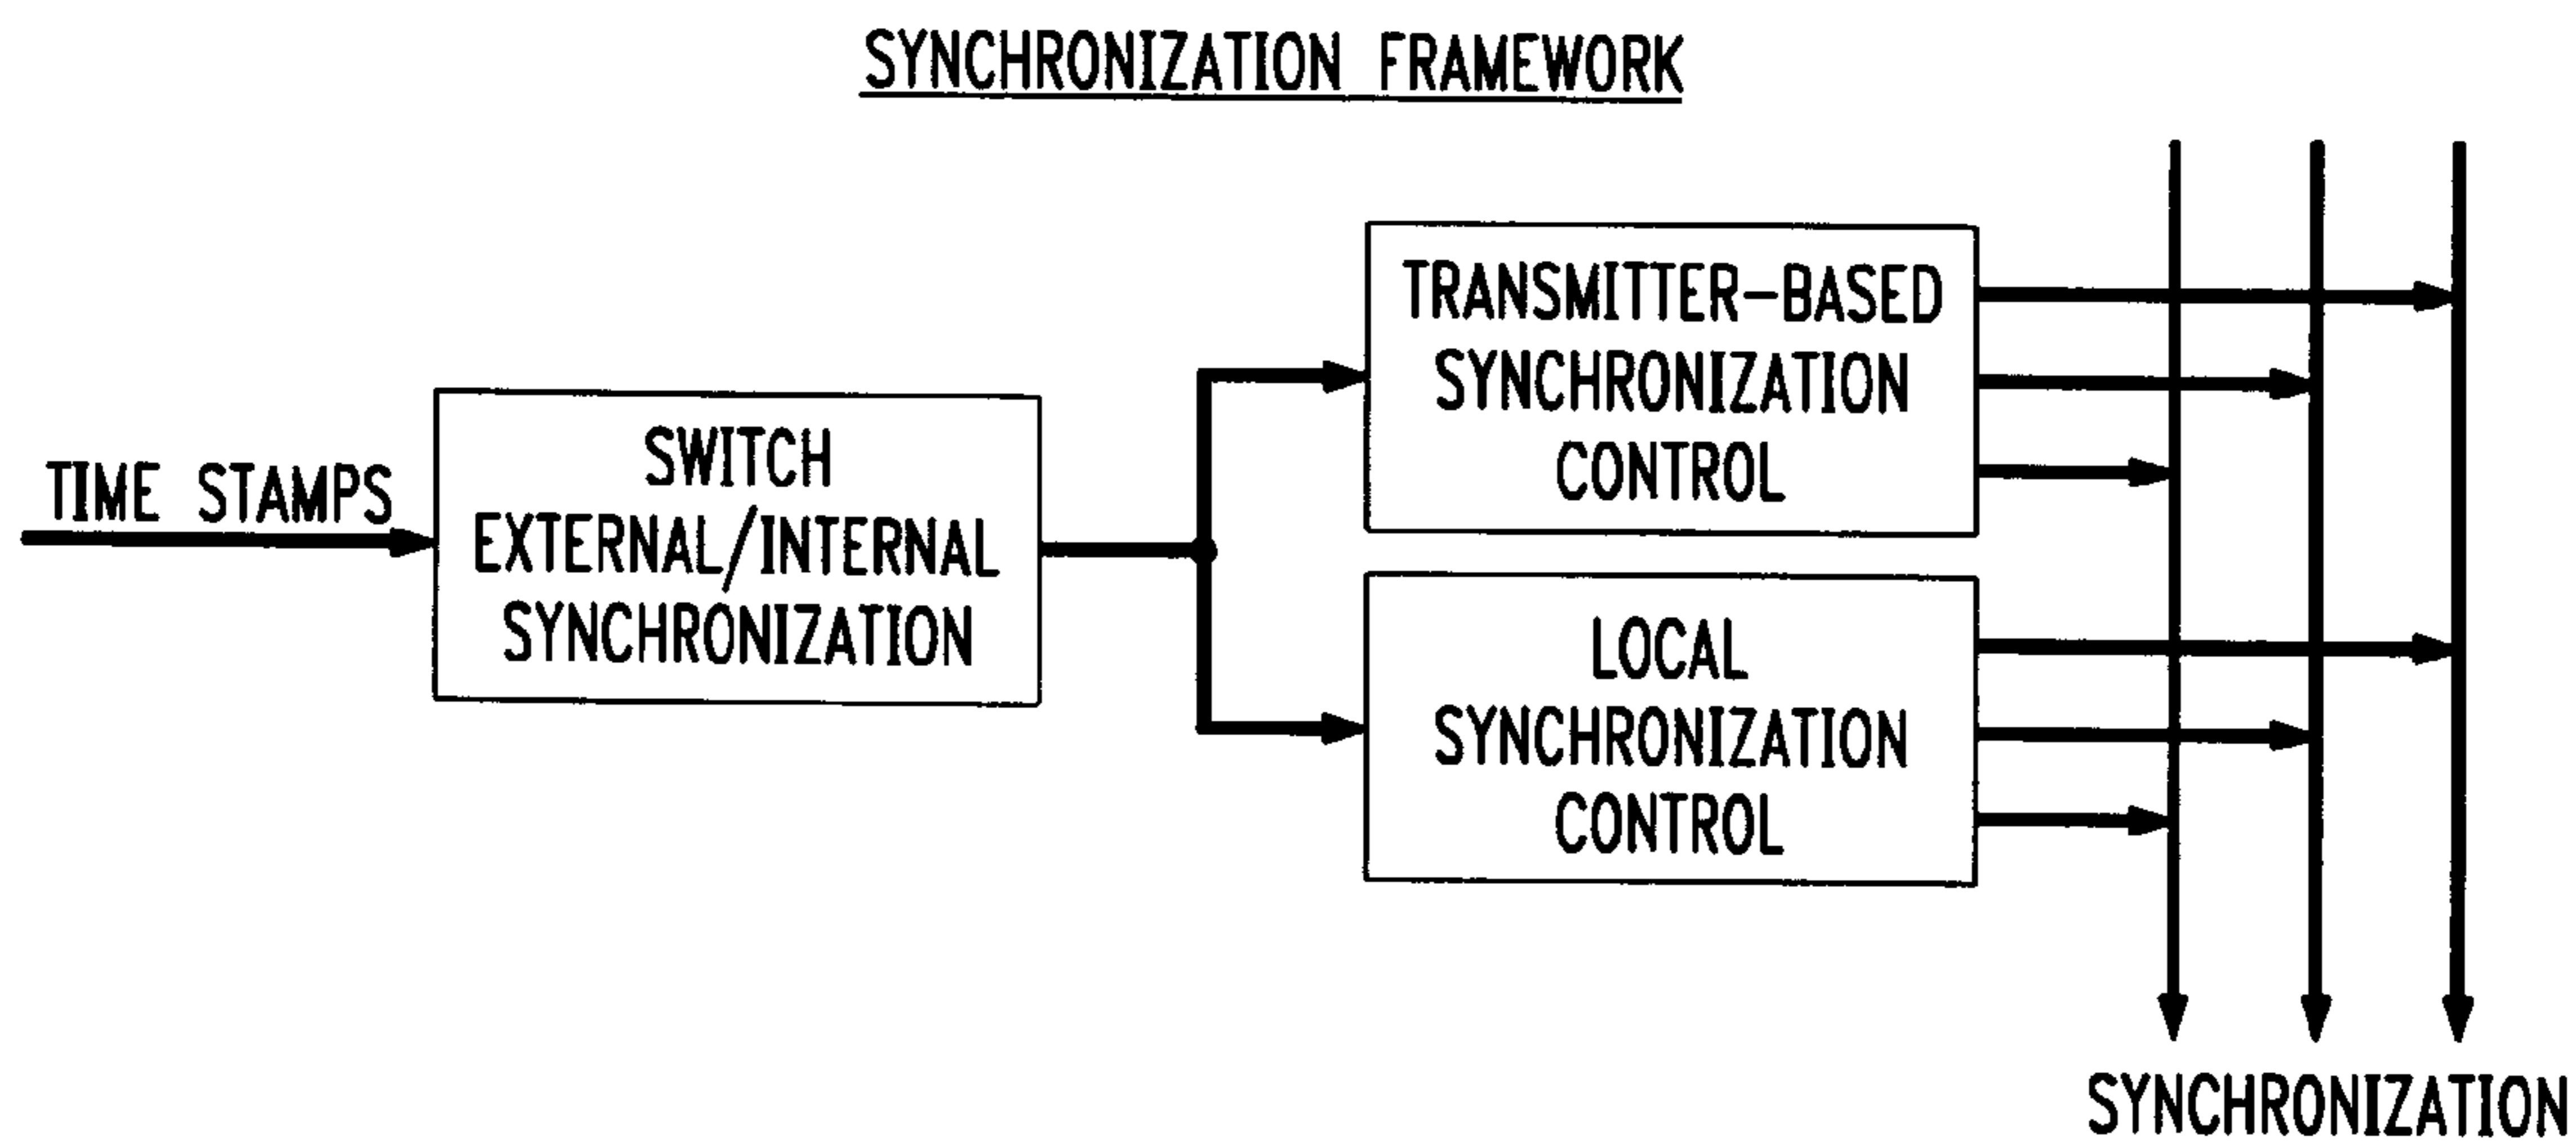 SYNCHRONIZATION FRAMEWORK
TIME STAMPS
SWITCH
EXTERNAL/INTERNAL
SYNCHRONIZATION
TRANSMITTER-BASED
SYNCHRONIZATION
CONTROL
LOCAL
SYNCHRONIZATION
CONTROL
SYNCHRONIZATION